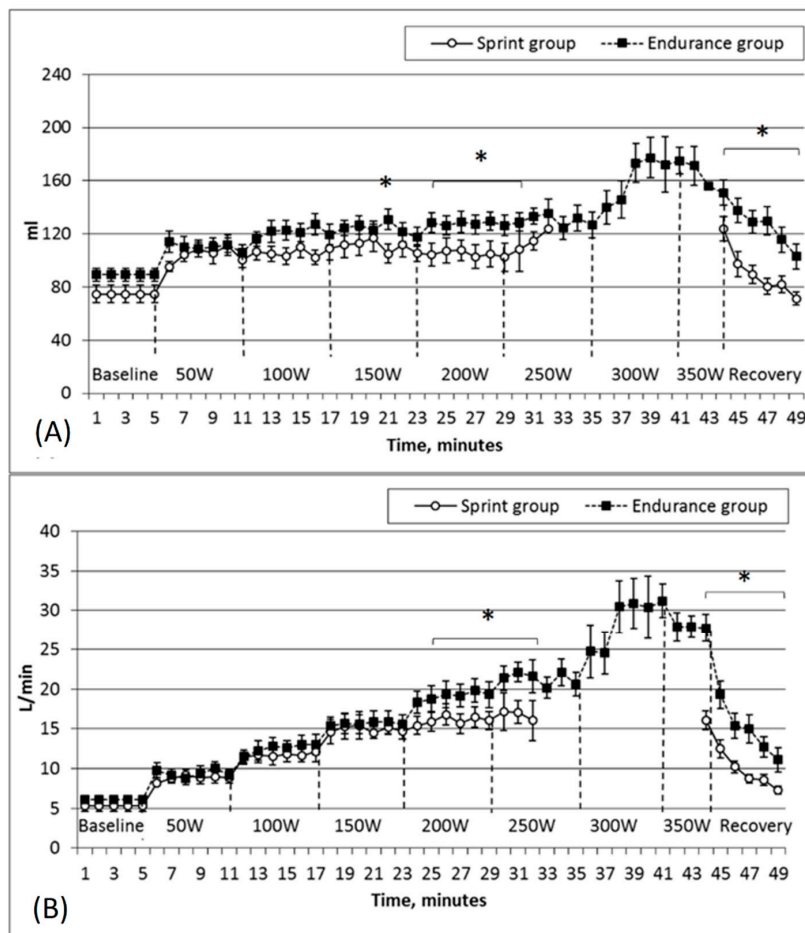 Sprint group Endurance group
240
200
160
120
80
40
0
ml
* * *
Baseline 50W 100W 150W 200W 250W 300W 350W Recovery
1 3 5 7 9 11 13 15 17 19 21 23 25 27 29 31 33 35 37 39 41 43 45 47 49
Time, minutes
(A)
Sprint group Endurance group
40
35
30
25
20
15
10
5
0
L/min
* *
Baseline 50W 100W 150W 200W 250W 300W 350W Recovery
1 3 5 7 9 11 13 15 17 19 21 23 25 27 29 31 33 35 37 39 41 43 45 47 49
Time, minutes
(B)